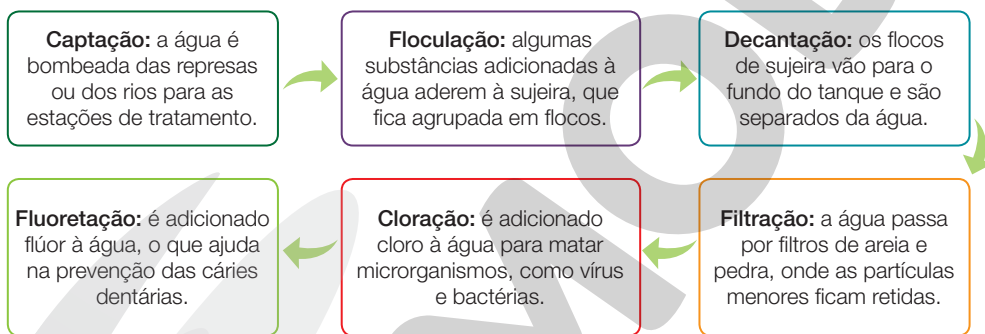 Captação: a água é
bombeada das represas
ou dos rios para as
estações de tratamento.
Floculação: algumas
substâncias adicionadas à
água aderem à sujeira, que
fica agrupada em flocos.
Decantação: os flocos
de sujeira vão para o
fundo do tanque e são
separados da água.
Filtração: a água passa
por filtros de areia e
pedra, onde as partículas
menores ficam retidas.
Cloração: é adicionado
cloro à água para matar
microrganismos, como vírus
e bactérias.
Fluoretação: é adicionado
flúor à água, o que ajuda
na prevenção das cáries
dentárias.